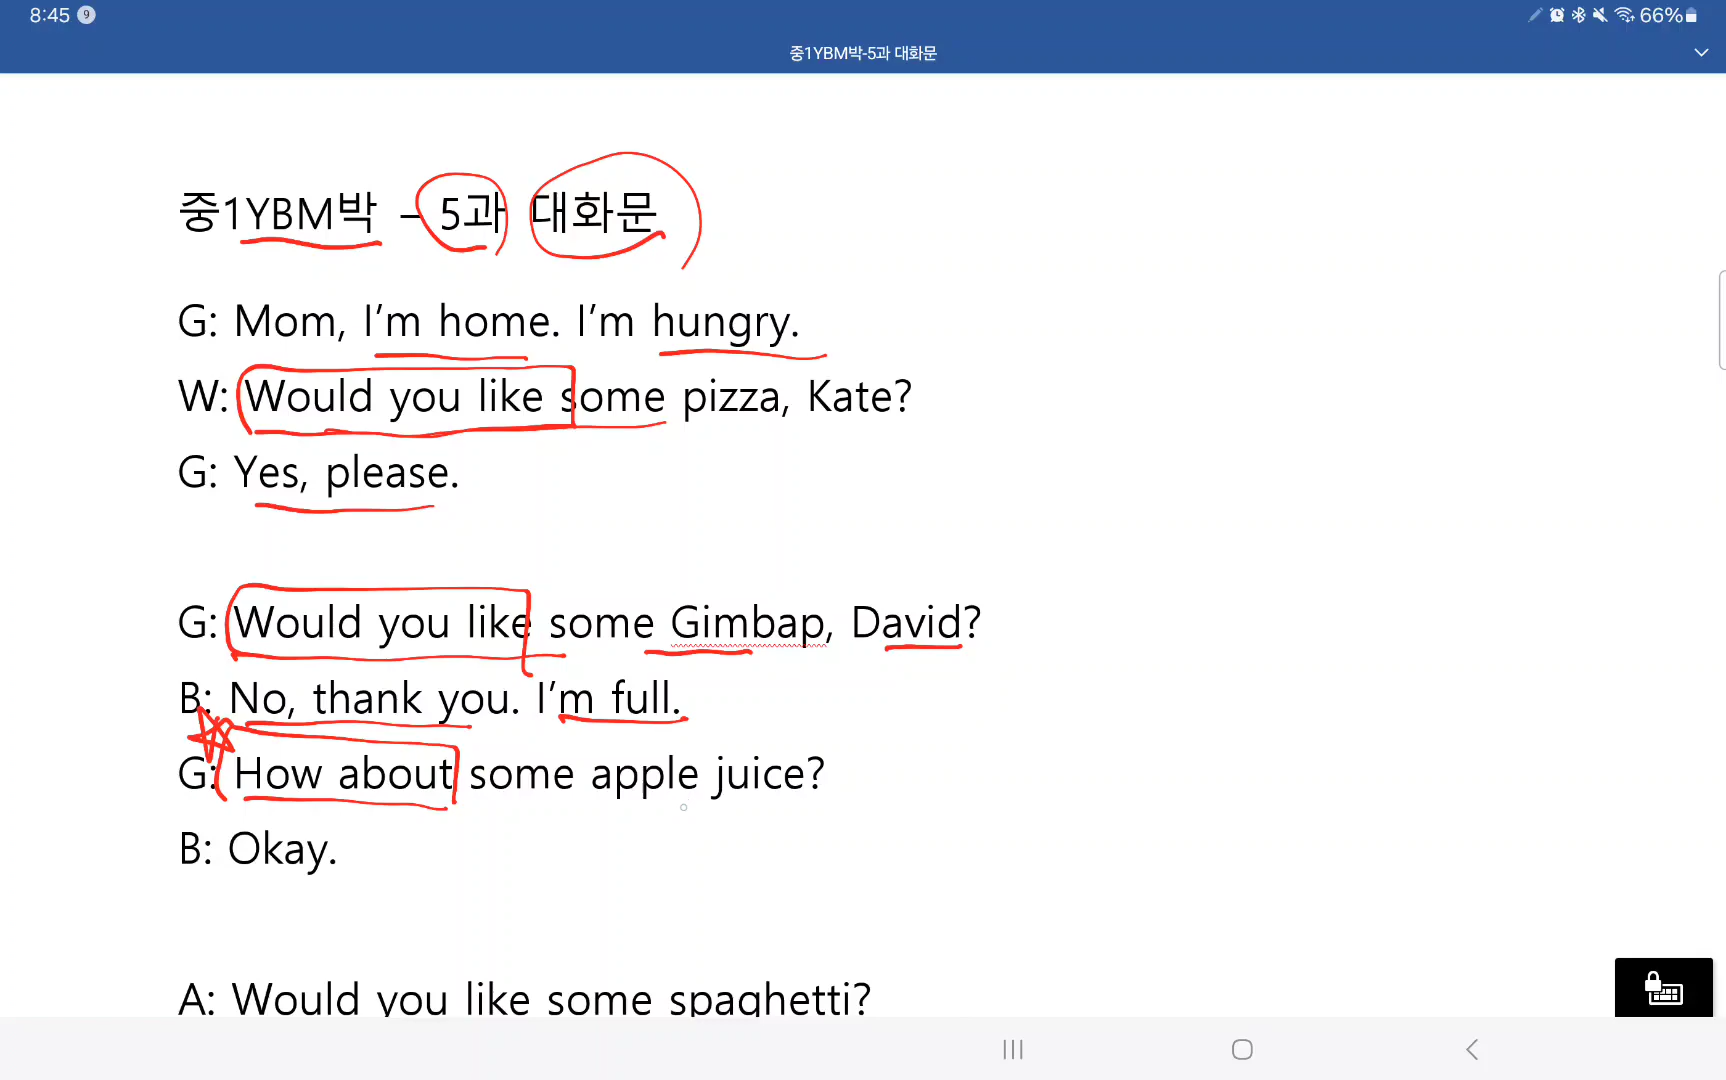 8:45 9 66%
중1YBM박-5과 대화문
중1YBM박 – 5과 대화문
G: Mom, I’m home. I’m hungry.
W: Would you like some pizza, Kate?
G: Yes, please.
G: Would you like some Gimbap, David?
B: No, thank you. I’m full.
G: How about some apple juice?
B: Okay.
A: Would you like some spaghetti?